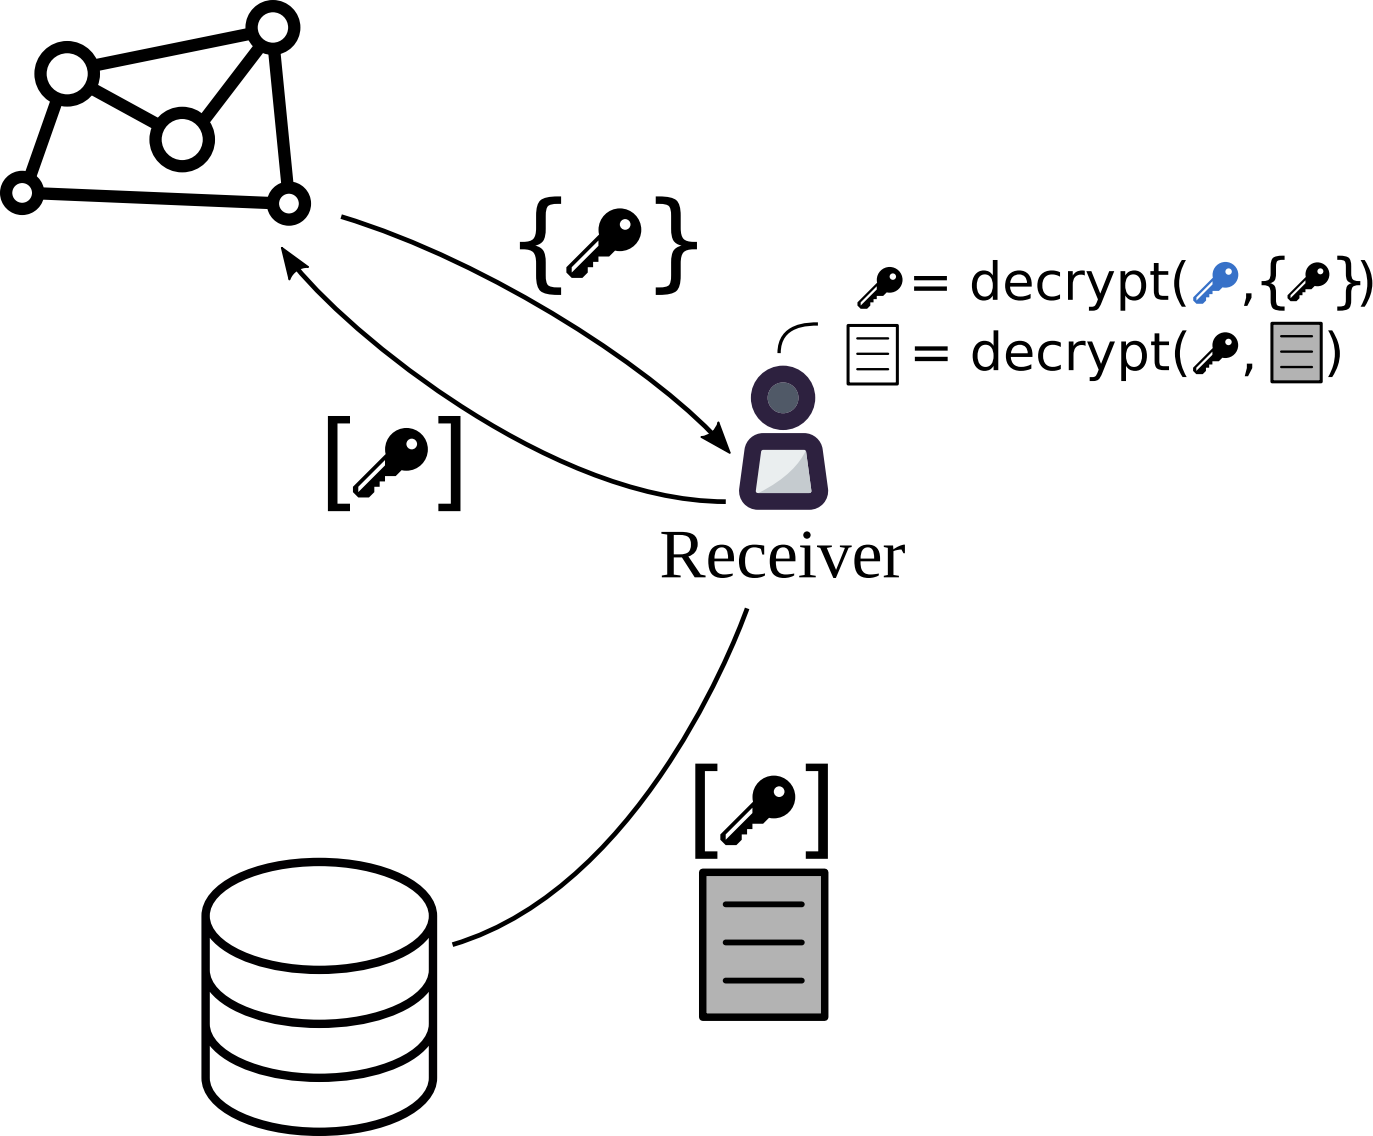 { }
= decrypt( ,{ })
= decrypt( , )
[ ]
Receiver
[ ]